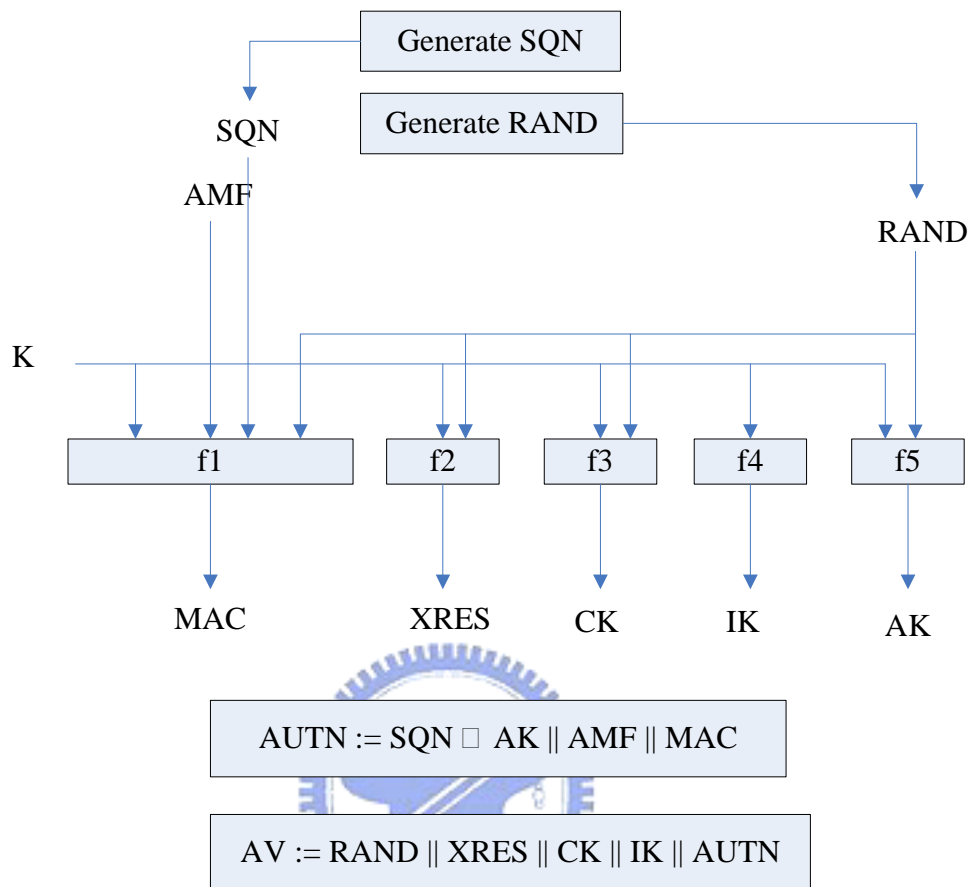 Generate SQN
Generate RAND
SQN
AMF
RAND
K
f1
f2
f3
f4
f5
MAC
XRES
CK
IK
AK
AUTN := SQN □ AK || AMF || MAC
AV := RAND || XRES || CK || IK || AUTN